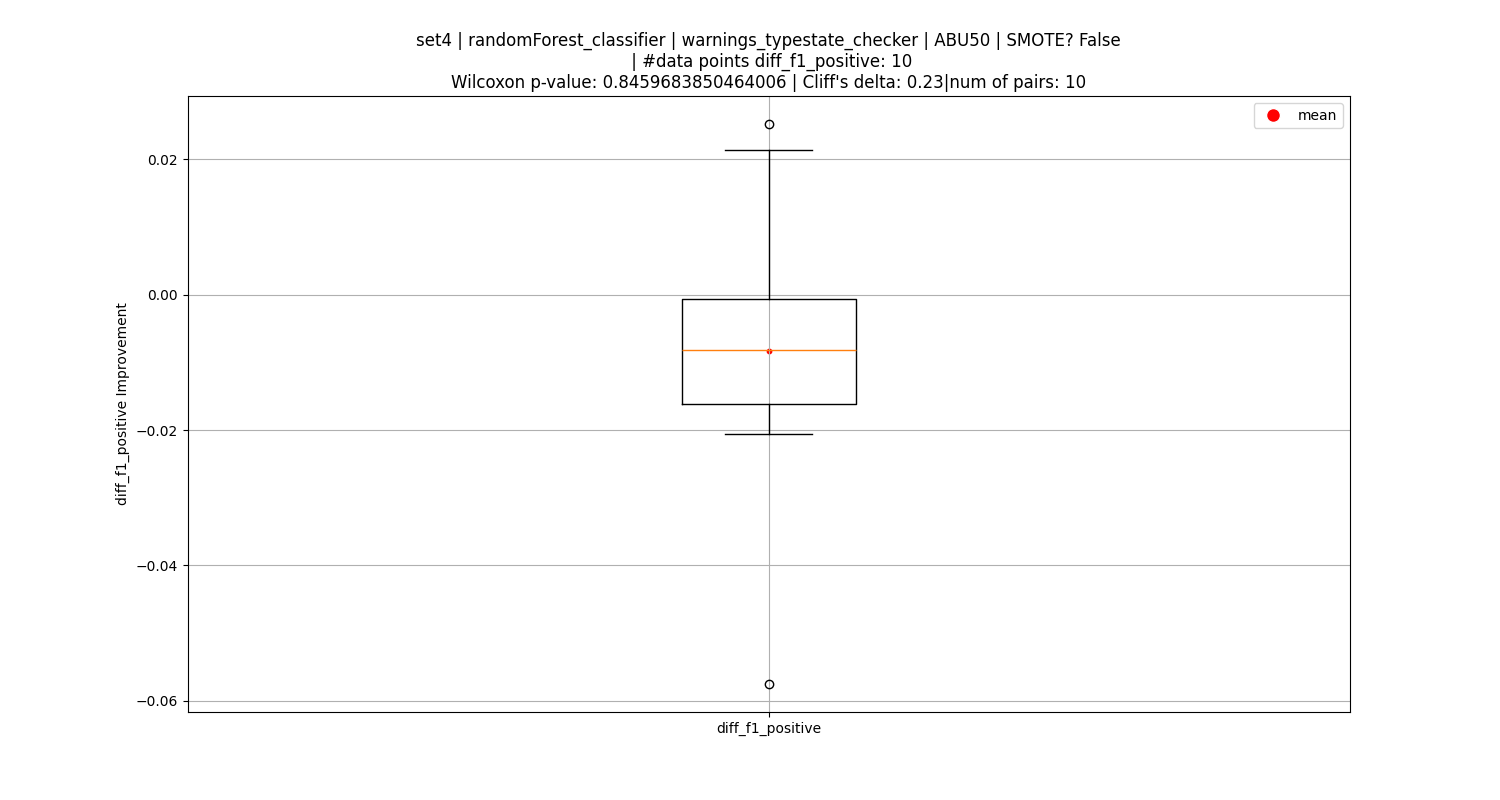 set4 | randomForest_classifier | warnings_typestate_checker | ABU50 | SMOTE? False
| #data points diff_f1_positive: 10
Wilcoxon p-value: 0.8459683850464006 | Cliff's delta: 0.23|num of pairs: 10
mean
0.02
0.00
−0.02
−0.04
−0.06
diff_f1_positive Improvement
diff_f1_positive